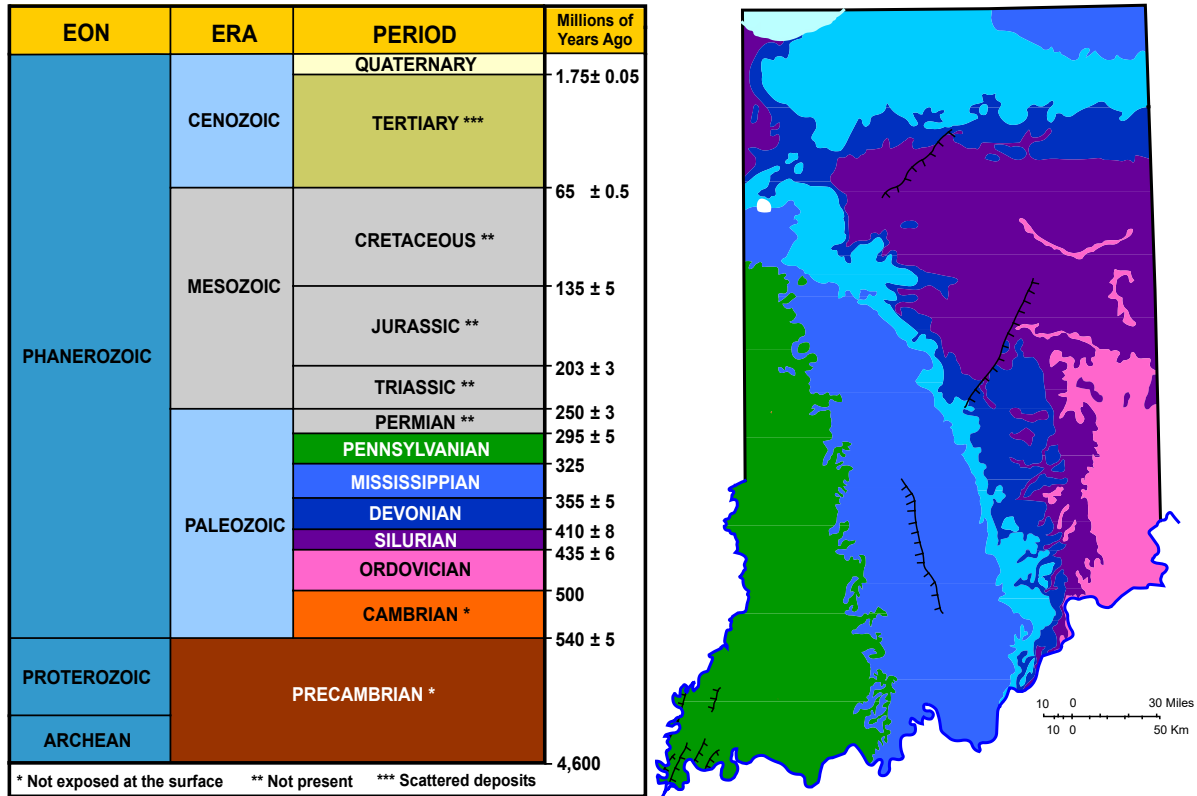 EON ERA PERIOD Millions of
Years Ago
QUATERNARY
1.75± 0.05
CENOZOIC
TERTIARY ***
65 ± 0.5
CRETACEOUS **
MESOZOIC
135 ± 5
JURASSIC **
PHANEROZOIC
203 ± 3
TRIASSIC **
250 ± 3
PERMIAN **
295 ± 5
PENNSYLVANIAN
325
MISSISSIPPIAN
355 ± 5
PALEOZOIC
DEVONIAN
410 ± 8
SILURIAN
435 ± 6
ORDOVICIAN
500
CAMBRIAN *
540 ± 5
PROTEROZOIC
PRECAMBRIAN *
ARCHEAN
4,600
* Not exposed at the surface ** Not present *** Scattered deposits
10 0 30 Miles
10 0 50 Km